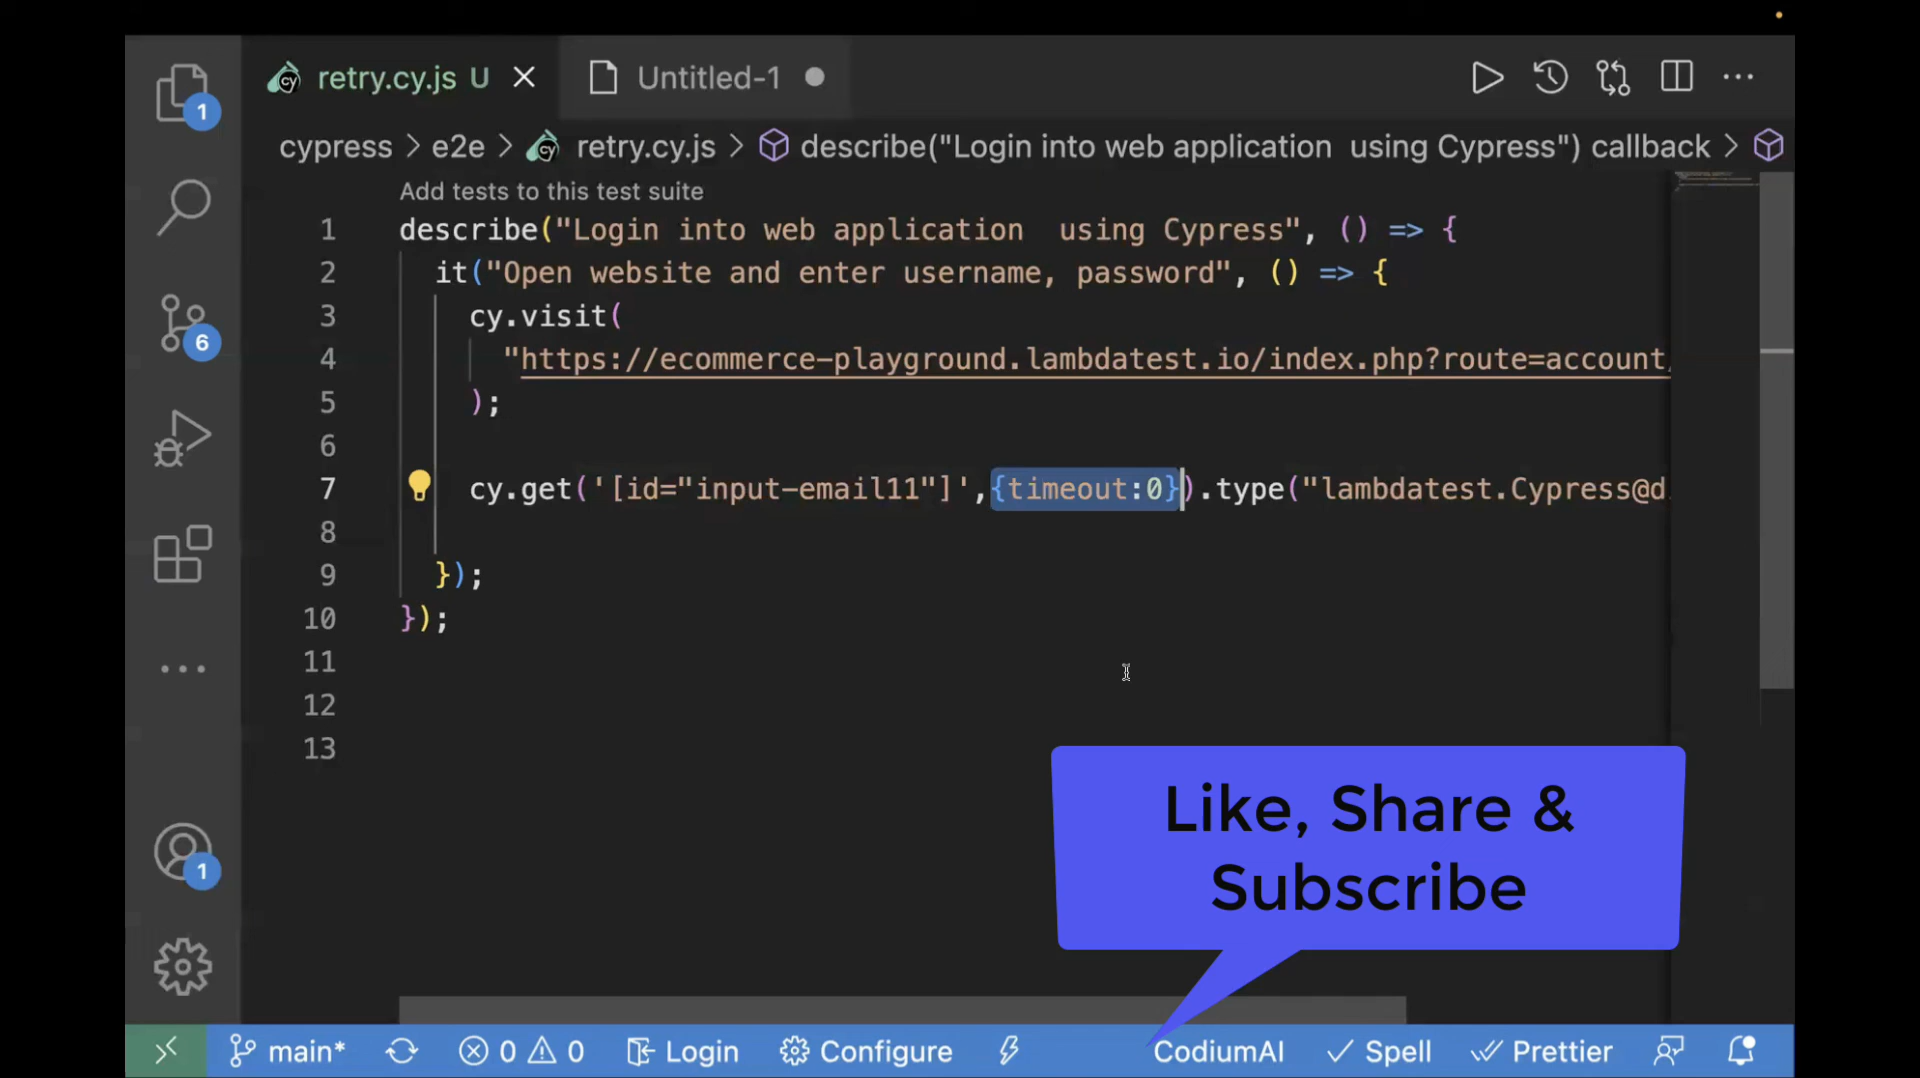 retry.cy.js U
Untitled-1
cypress > e2e > retry.cy.js > describe("Login into web application  using Cypress") callback >
Add tests to this test suite
1 describe("Login into web application  using Cypress", () => {
2 it("Open website and enter username, password", () => {
3 cy.visit(
4 "https://ecommerce-playground.lambdatest.io/index.php?route=account/
5 );
6
7 cy.get('[id="input-email11"]',{timeout:0}).type("lambdatest.Cypress@d.
8
9 });
10 });
11
12
13
1
6
1
Like, Share &
Subscribe
main* 0 0 Login Configure CodiumAI Spell Prettier